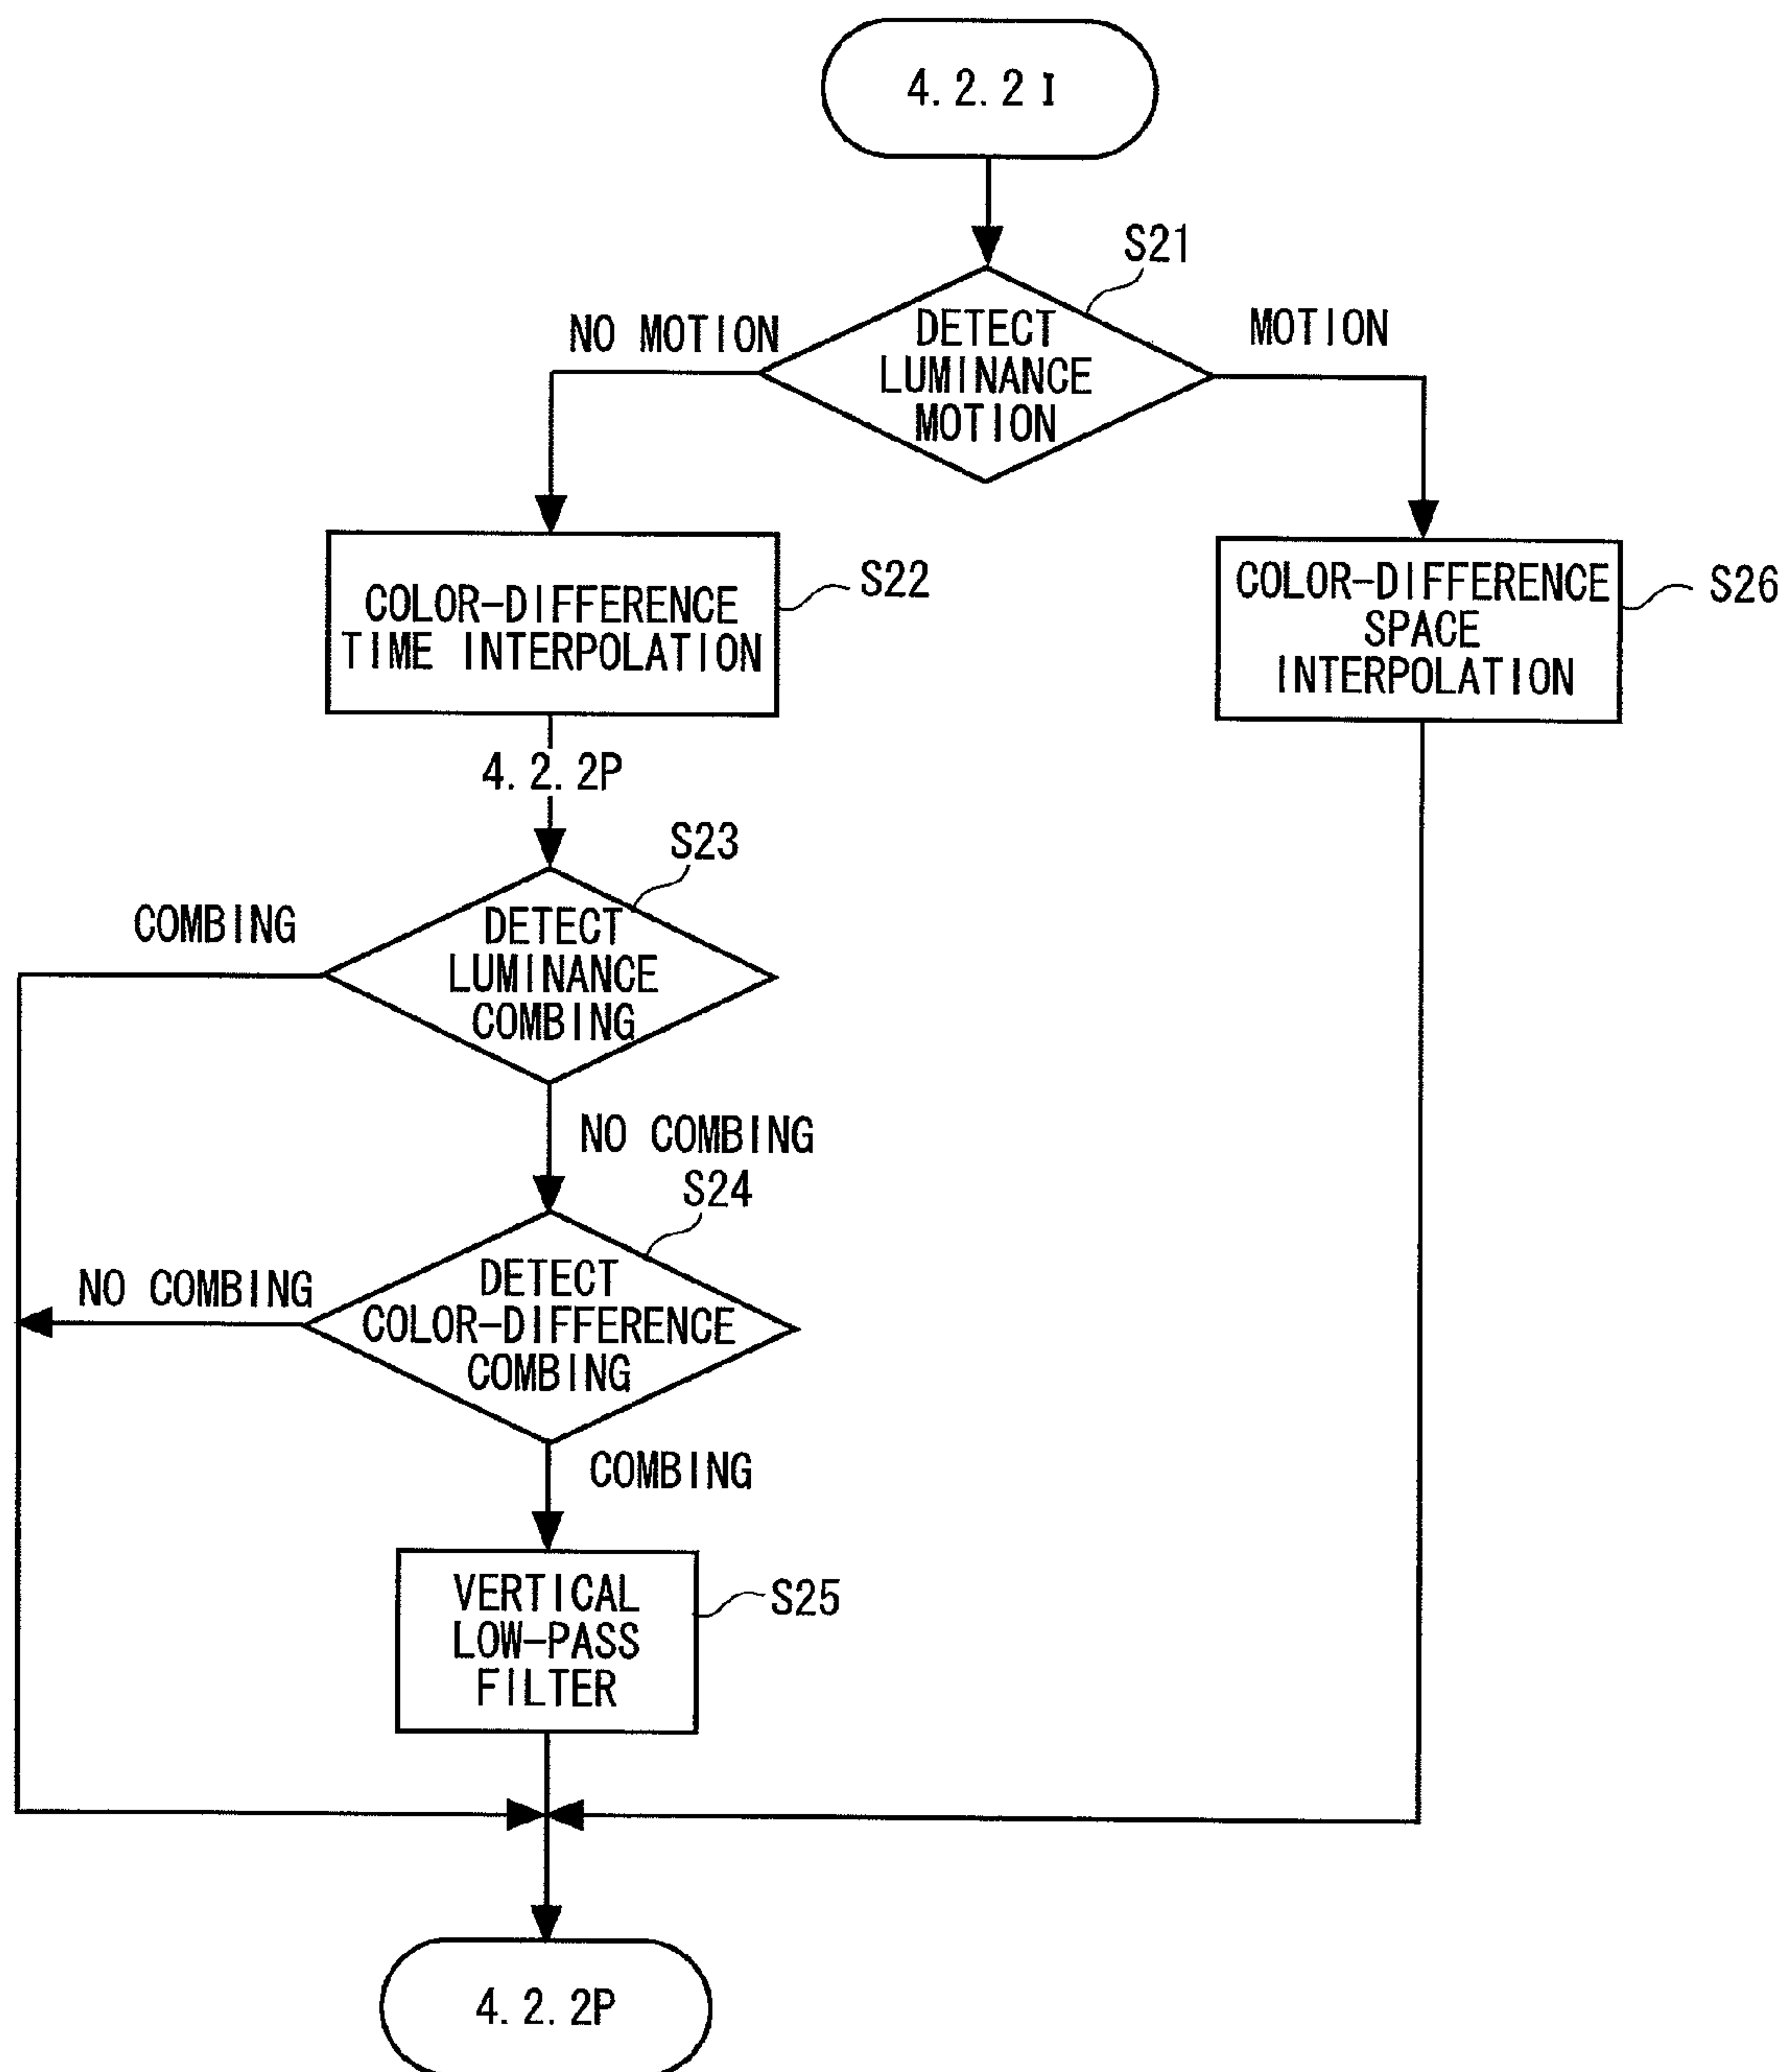 4.2.2I
S21
NO MOTION
MOTION
DETECT
LUMINANCE
MOTION
S22
COLOR-DIFFERENCE
TIME INTERPOLATION
COLOR-DIFFERENCE
SPACE
INTERPOLATION
S26
4.2.2P
S23
COMBING
DETECT
LUMINANCE
COMBING
NO COMBING
S24
NO COMBING
DETECT
COLOR-DIFFERENCE
COMBING
COMBING
VERTICAL
LOW-PASS
FILTER
S25
4.2.2P